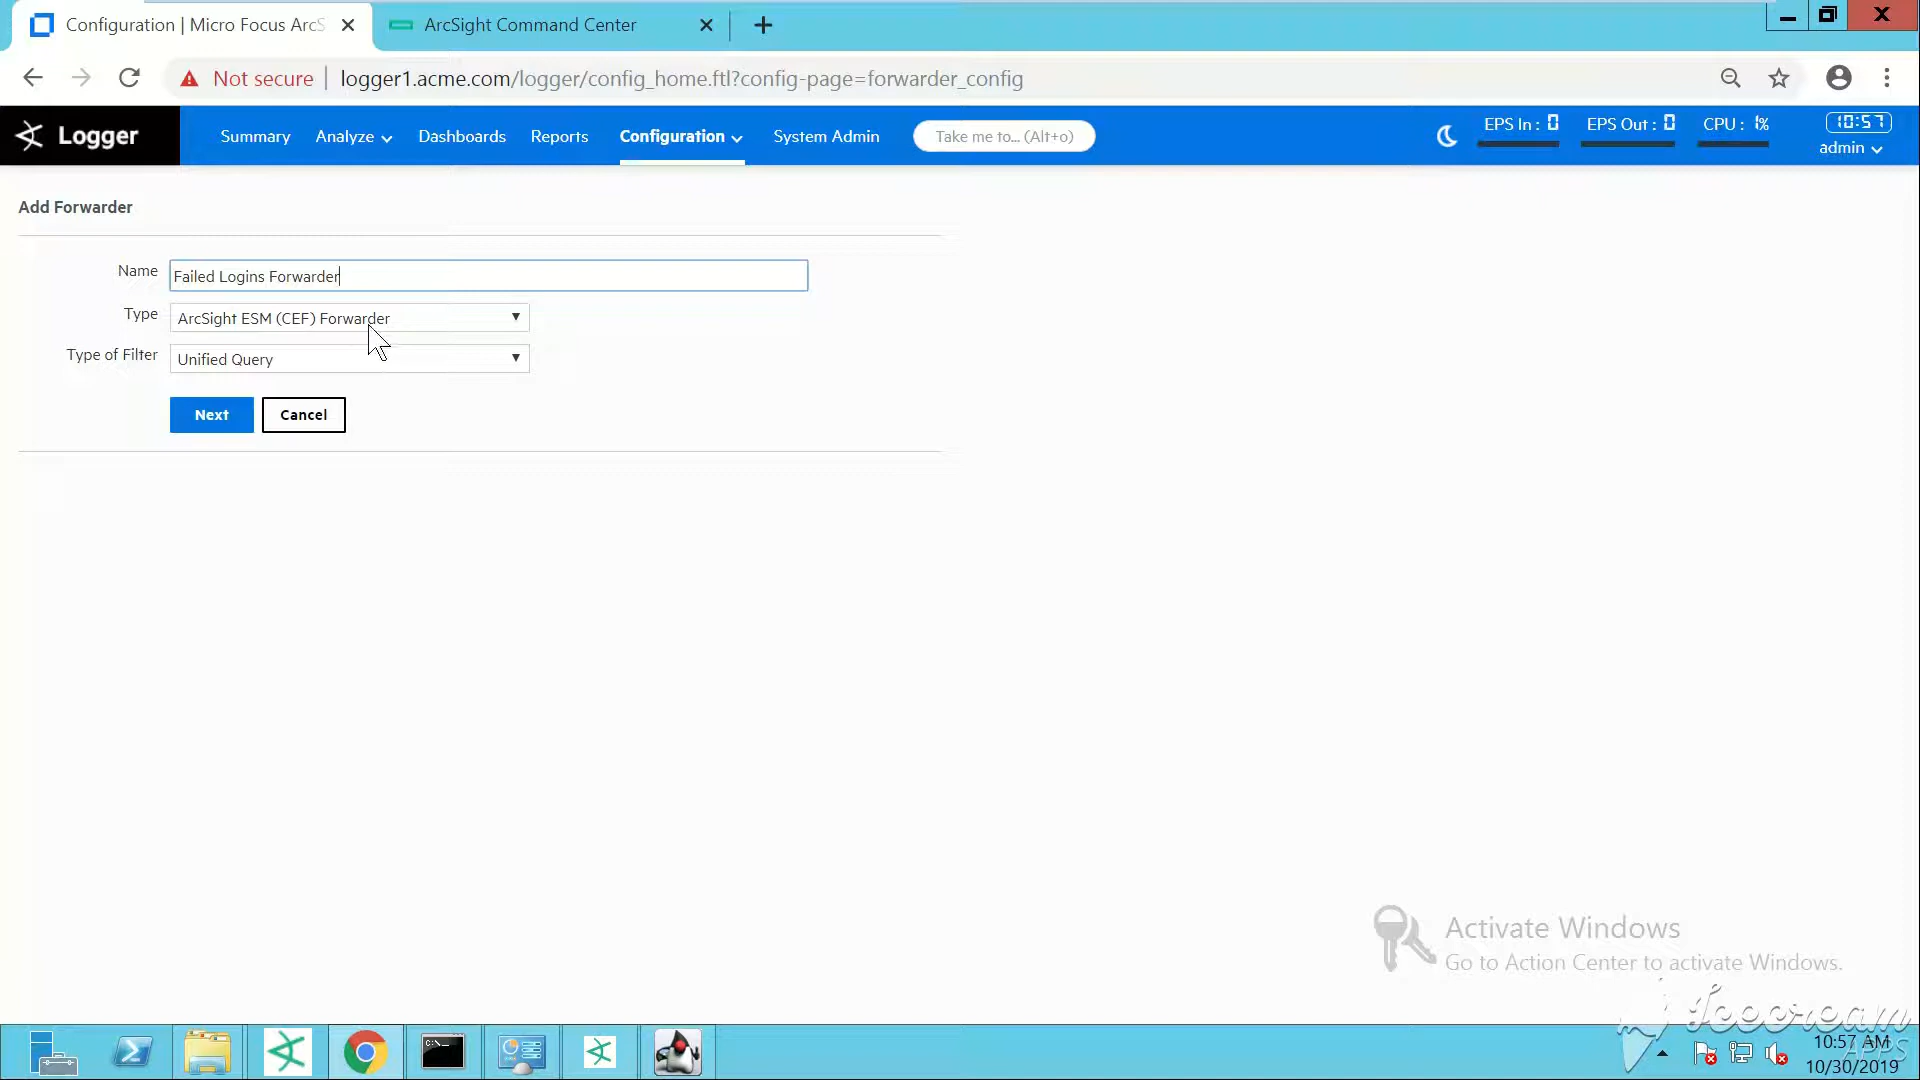 Configuration | Micro Focus ArcS
ArcSight Command Center
Not secure
logger1.acme.com/logger/config_home.ftl?config-page=forwarder_config
Logger
Summary
Analyze
Dashboards
Reports
Configuration
System Admin
Take me to... (Alt+o)
EPS In : 0
EPS Out : 0
CPU : 1%
10:57
admin
Add Forwarder
Name
Failed Logins Forwarder
Type
ArcSight ESM (CEF) Forwarder
Type of Filter
Unified Query
Next
Cancel
Activate Windows
Go to Action Center to activate Windows.
Icecream
APPS
C:\_
10:57 AM
10/30/2019